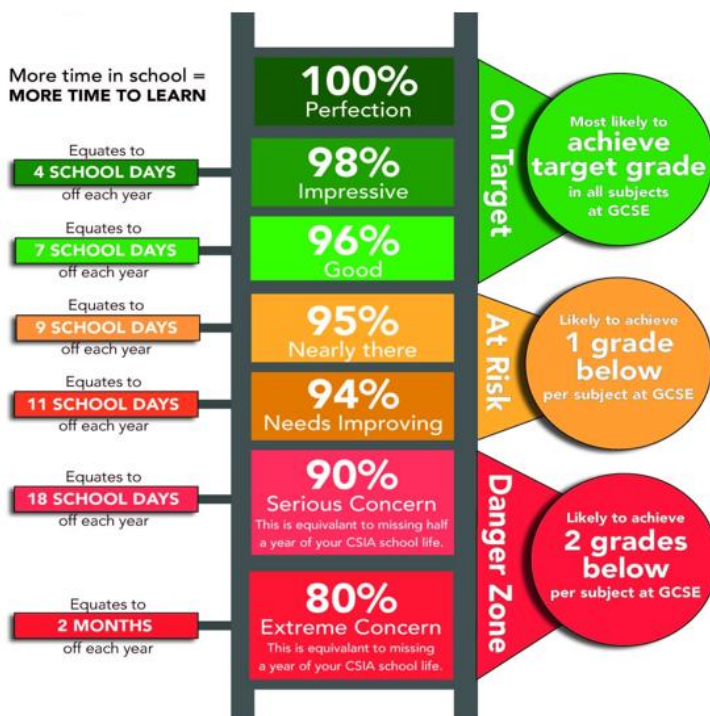 More time in school =
MORE TIME TO LEARN
100%
Perfection
Equates to
4 SCHOOL DAYS
off each year
98%
Impressive
Equates to
7 SCHOOL DAYS
off each year
96%
Good
On Target
Most likely to
achieve
target grade
in all subjects
at GCSE
Equates to
9 SCHOOL DAYS
off each year
95%
Nearly there
Equates to
11 SCHOOL DAYS
off each year
94%
Needs Improving
At Risk
Likely to achieve
1 grade
below
per subject at GCSE
Equates to
18 SCHOOL DAYS
off each year
90%
Serious Concern
This is equivalant to missing half
a year of your CSIA school life.
Equates to
2 MONTHS
off each year
80%
Extreme Concern
This is equivalant to missing
a year of your CSIA school life.
Danger Zone
Likely to achieve
2 grades
below
per subject at GCSE